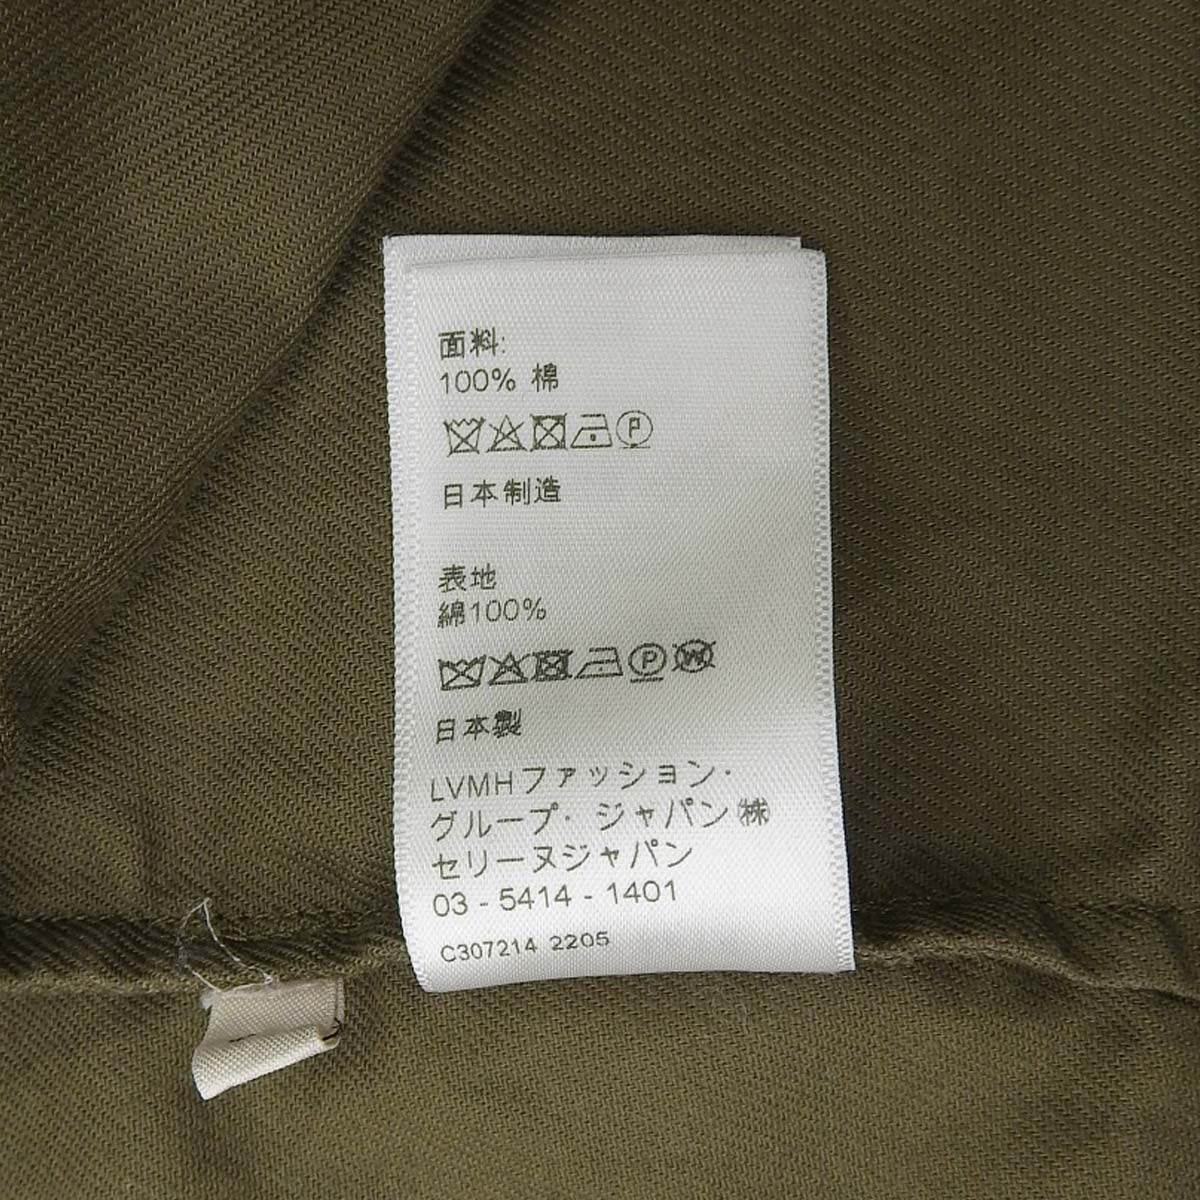 面料:
100% 棉
P
日本制造
表地
綿100%
P W
日本製
LVMHファッション・
グループ・ジャパン㈱
セリーヌジャパン
03 - 5414 - 1401
C307214 2205